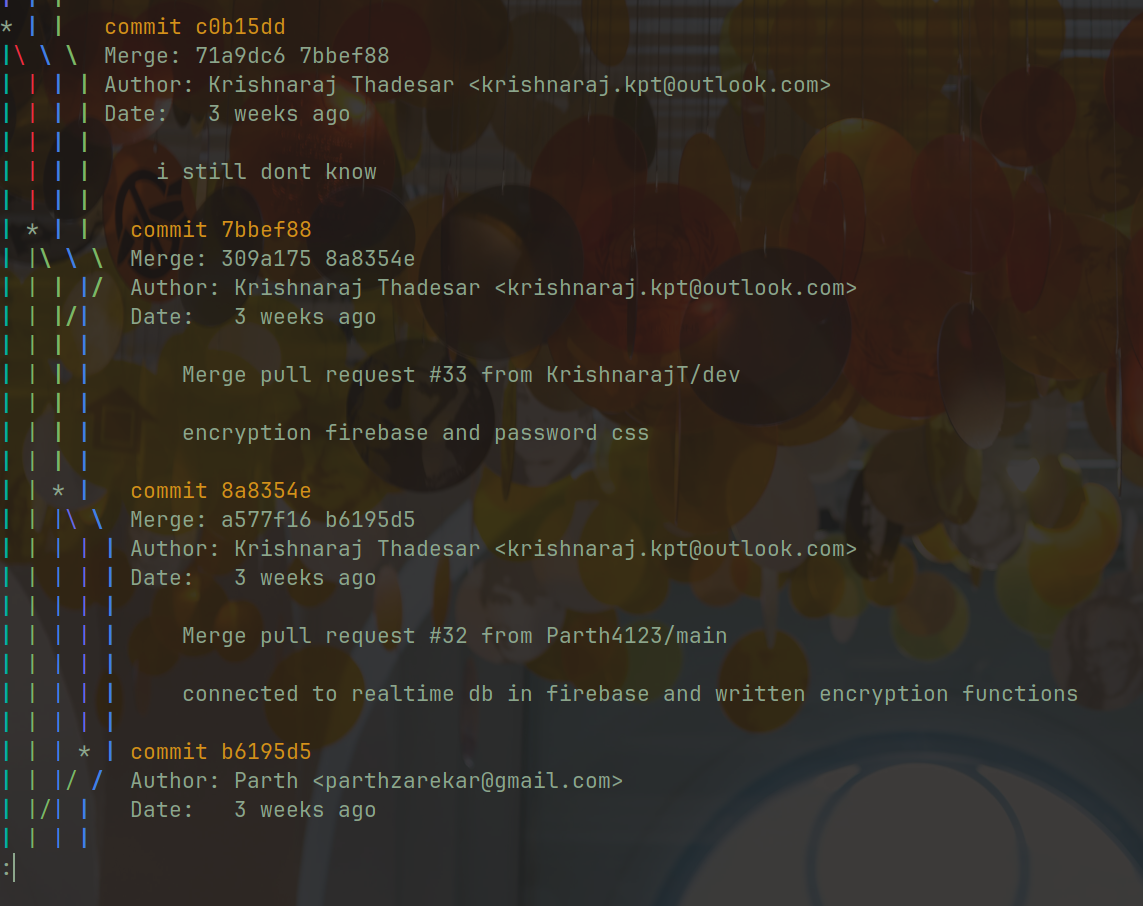 * | |   commit c0b15dd
|\ \ \  Merge: 71a9dc6 7bbef88
| | | | Author: Krishnaraj Thadesar <krishnaraj.kpt@outlook.com>
| | | | Date:   3 weeks ago
| | | |
| | | |     i still dont know
| | | |
| * | |   commit 7bbef88
| |\ \ \  Merge: 309a175 8a8354e
| | | |/  Author: Krishnaraj Thadesar <krishnaraj.kpt@outlook.com>
| | |/|   Date:   3 weeks ago
| | | |
| | | |       Merge pull request #33 from KrishnarajT/dev
| | | |
| | | |       encryption firebase and password css
| | | |
| | * |   commit 8a8354e
| | |\ \  Merge: a577f16 b6195d5
| | | | | Author: Krishnaraj Thadesar <krishnaraj.kpt@outlook.com>
| | | | | Date:   3 weeks ago
| | | | |
| | | | |     Merge pull request #32 from Parth4123/main
| | | | |
| | | | |     connected to realtime db in firebase and written encryption functions
| | | | |
| | | * | commit b6195d5
| | |/ /  Author: Parth <parthzarekar@gmail.com>
| |/| |   Date:   3 weeks ago
| | | |
: